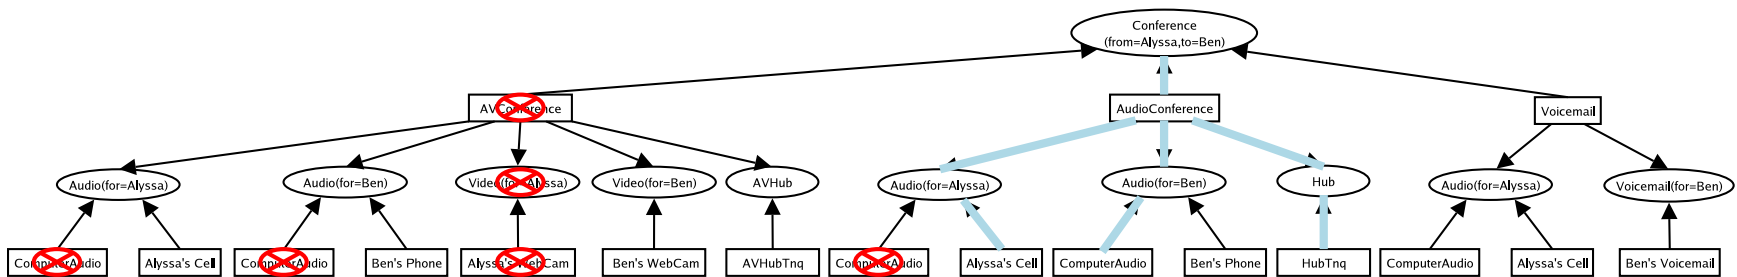 Conference
(from=Alyssa,to=Ben)
AVConference
AudioConference
Voicemail
Audio(for=Alyssa)
Audio(for=Ben)
Video(for=Alyssa)
Video(for=Ben)
AVHub
Audio(for=Alyssa)
Audio(for=Ben)
Hub
Audio(for=Alyssa)
Voicemail(for=Ben)
ComputerAudio
Alyssa's Cell
ComputerAudio
Ben's Phone
Alyssa's WebCam
Ben's WebCam
AVHubTnq
ComputerAudio
Alyssa's Cell
ComputerAudio
Ben's Phone
HubTnq
ComputerAudio
Alyssa's Cell
Ben's Voicemail